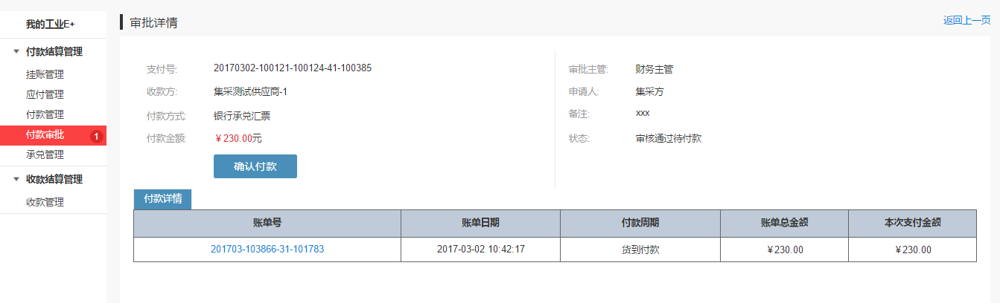 我的工业E+
付款结算管理
挂账管理
应付管理
付款管理
付款审批 1
承兑管理
收款结算管理
收款管理
审批详情
返回上一页
支付号: 20170302-100121-100124-41-100385
收款方: 集采测试供应商-1
付款方式: 银行承兑汇票
付款金额: ￥230.00元
确认付款
审批主管: 财务主管
申请人: 集采方
备注: xxx
状态: 审核通过待付款
付款详情
账单号 账单日期 付款周期 账单总金额 本次支付金额
201703-103866-31-101783 2017-03-02 10:42:17 货到付款 ￥230.00 ￥230.00